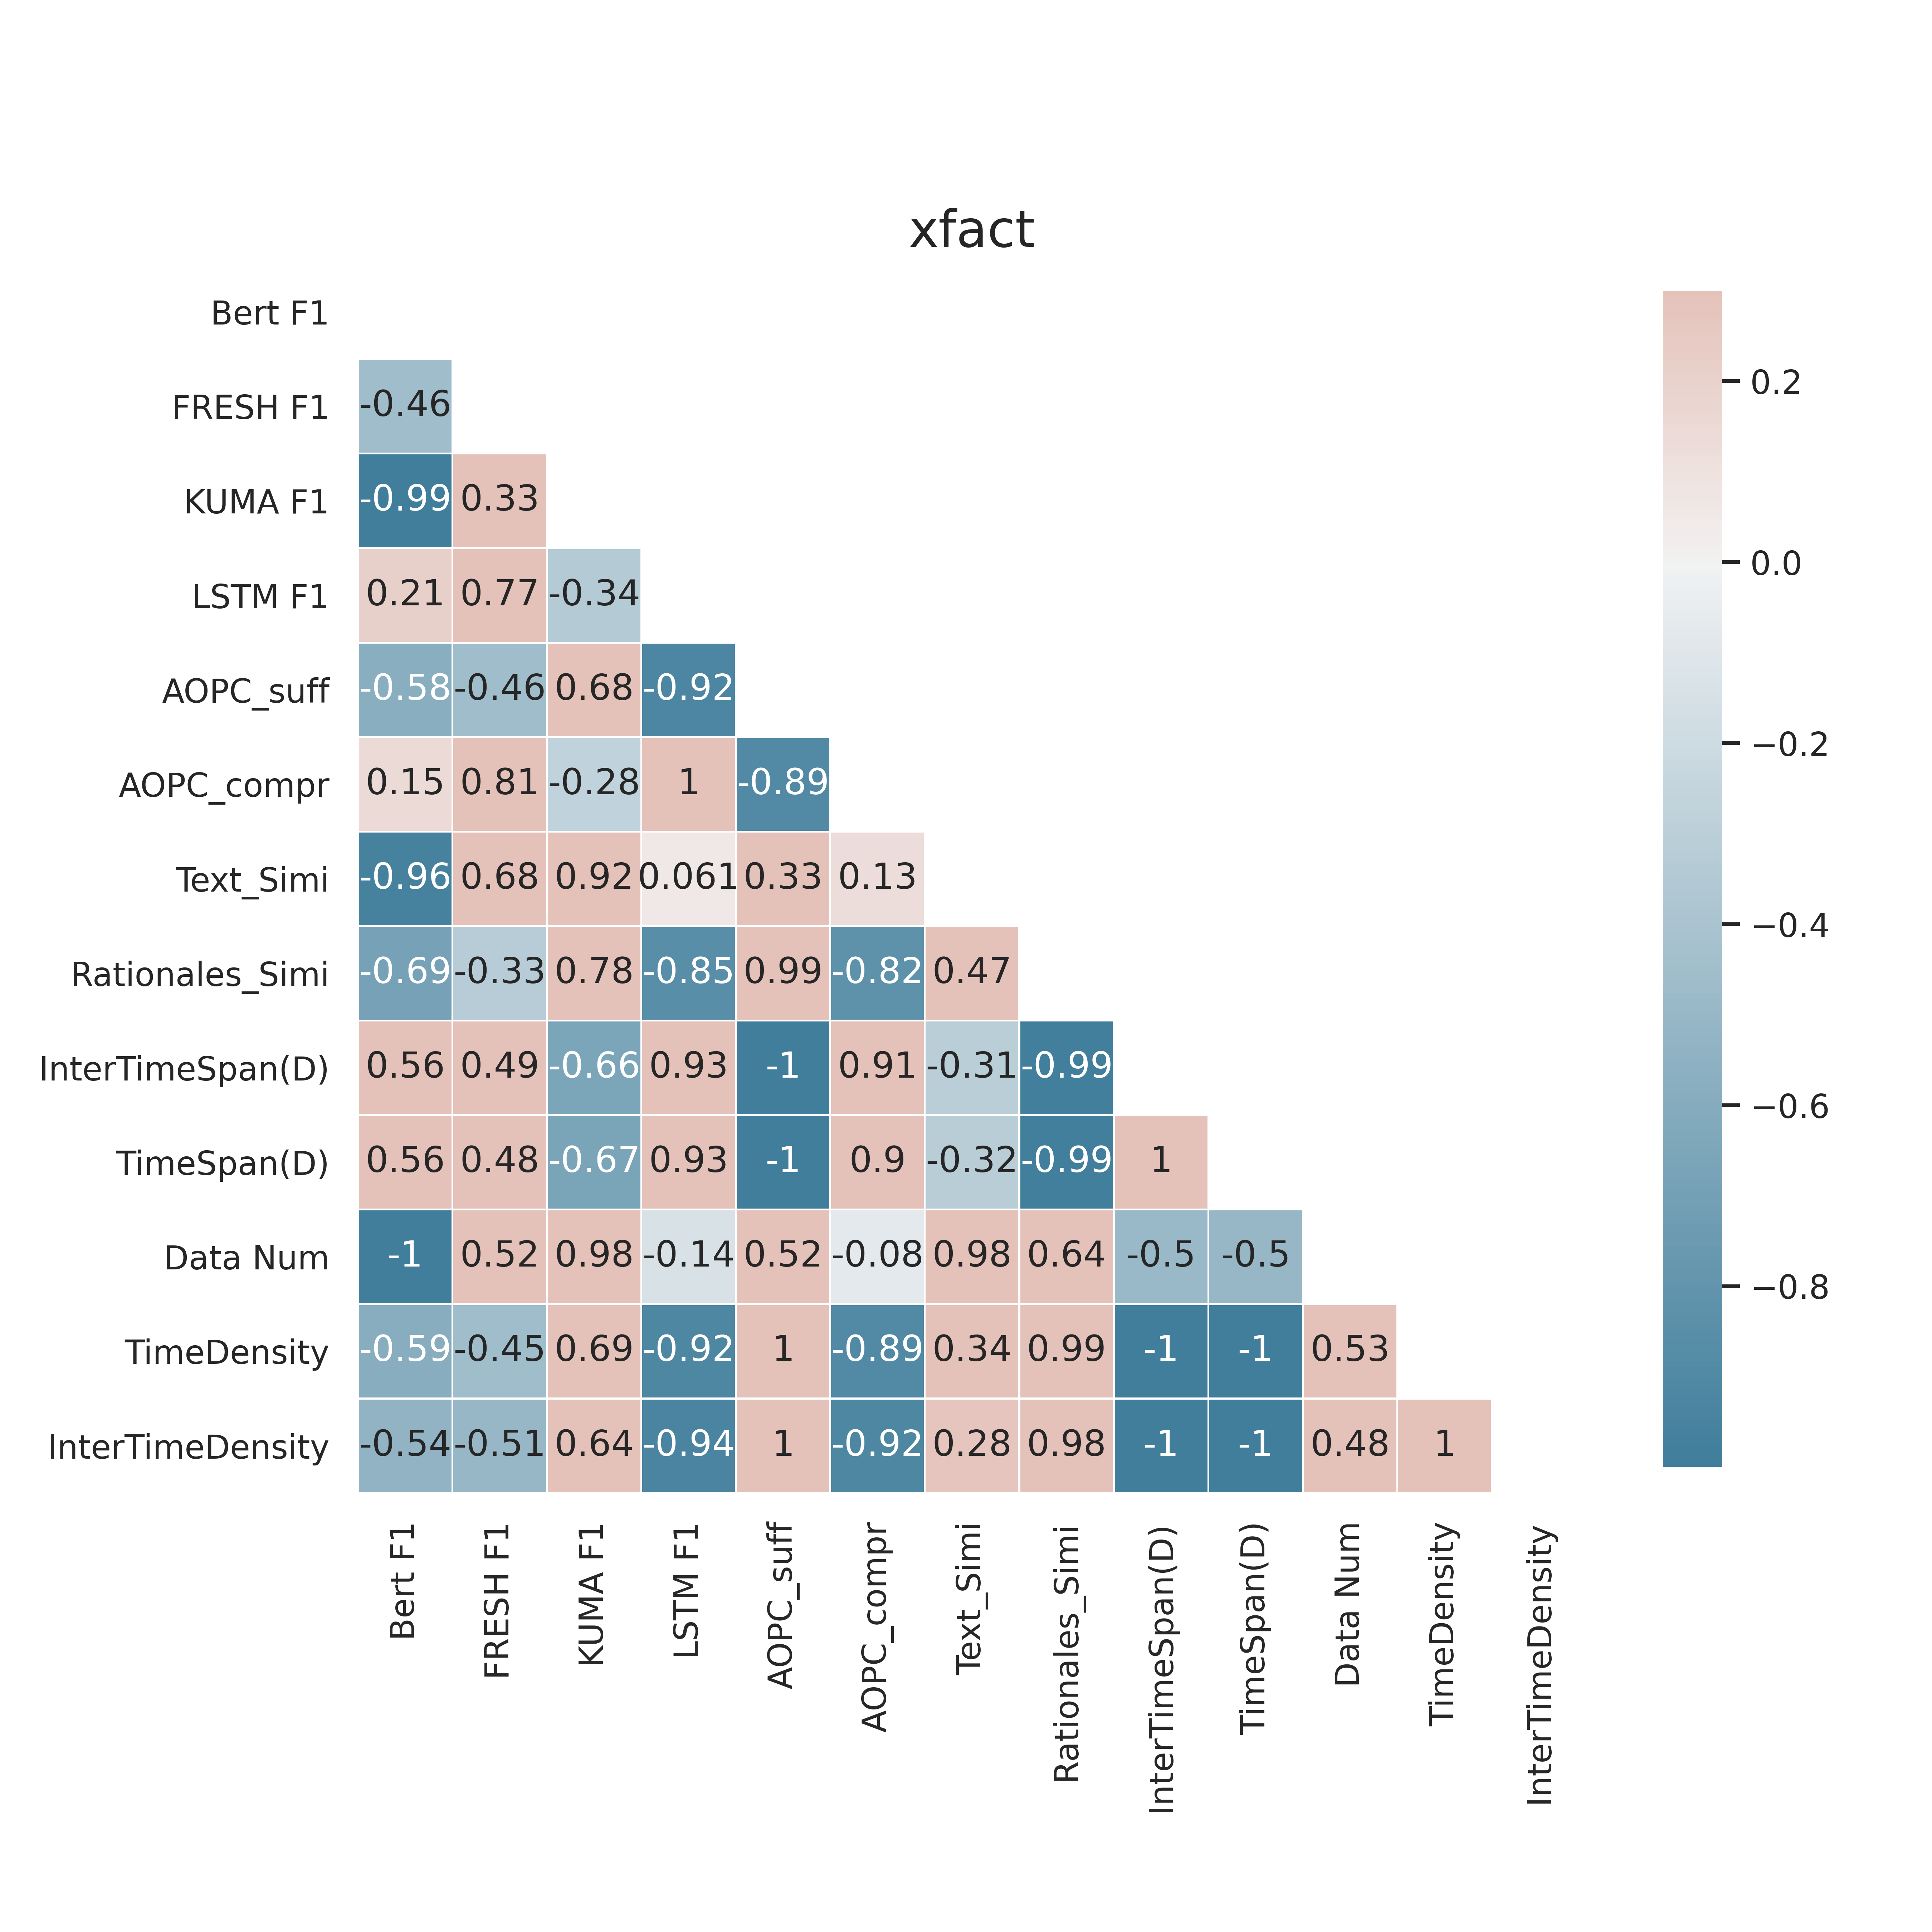 xfact
Bert F1
FRESH F1 -0.46
KUMA F1 -0.99 0.33
LSTM F1 0.21 0.77 -0.34
AOPC_suff -0.58 -0.46 0.68 -0.92
AOPC_compr 0.15 0.81 -0.28 1 -0.89
Text_Simi -0.96 0.68 0.92 0.061 0.33 0.13
Rationales_Simi -0.69 -0.33 0.78 -0.85 0.99 -0.82 0.47
InterTimeSpan(D) 0.56 0.49 -0.66 0.93 -1 0.91 -0.31 -0.99
TimeSpan(D) 0.56 0.48 -0.67 0.93 -1 0.9 -0.32 -0.99 1
Data Num -1 0.52 0.98 -0.14 0.52 -0.08 0.98 0.64 -0.5 -0.5
TimeDensity -0.59 -0.45 0.69 -0.92 1 -0.89 0.34 0.99 -1 -1 0.53
InterTimeDensity -0.54 -0.51 0.64 -0.94 1 -0.92 0.28 0.98 -1 -1 0.48 1
Bert F1
FRESH F1
KUMA F1
LSTM F1
AOPC_suff
AOPC_compr
Text_Simi
Rationales_Simi
InterTimeSpan(D)
TimeSpan(D)
Data Num
TimeDensity
InterTimeDensity
0.2
0.0
−0.2
−0.4
−0.6
−0.8